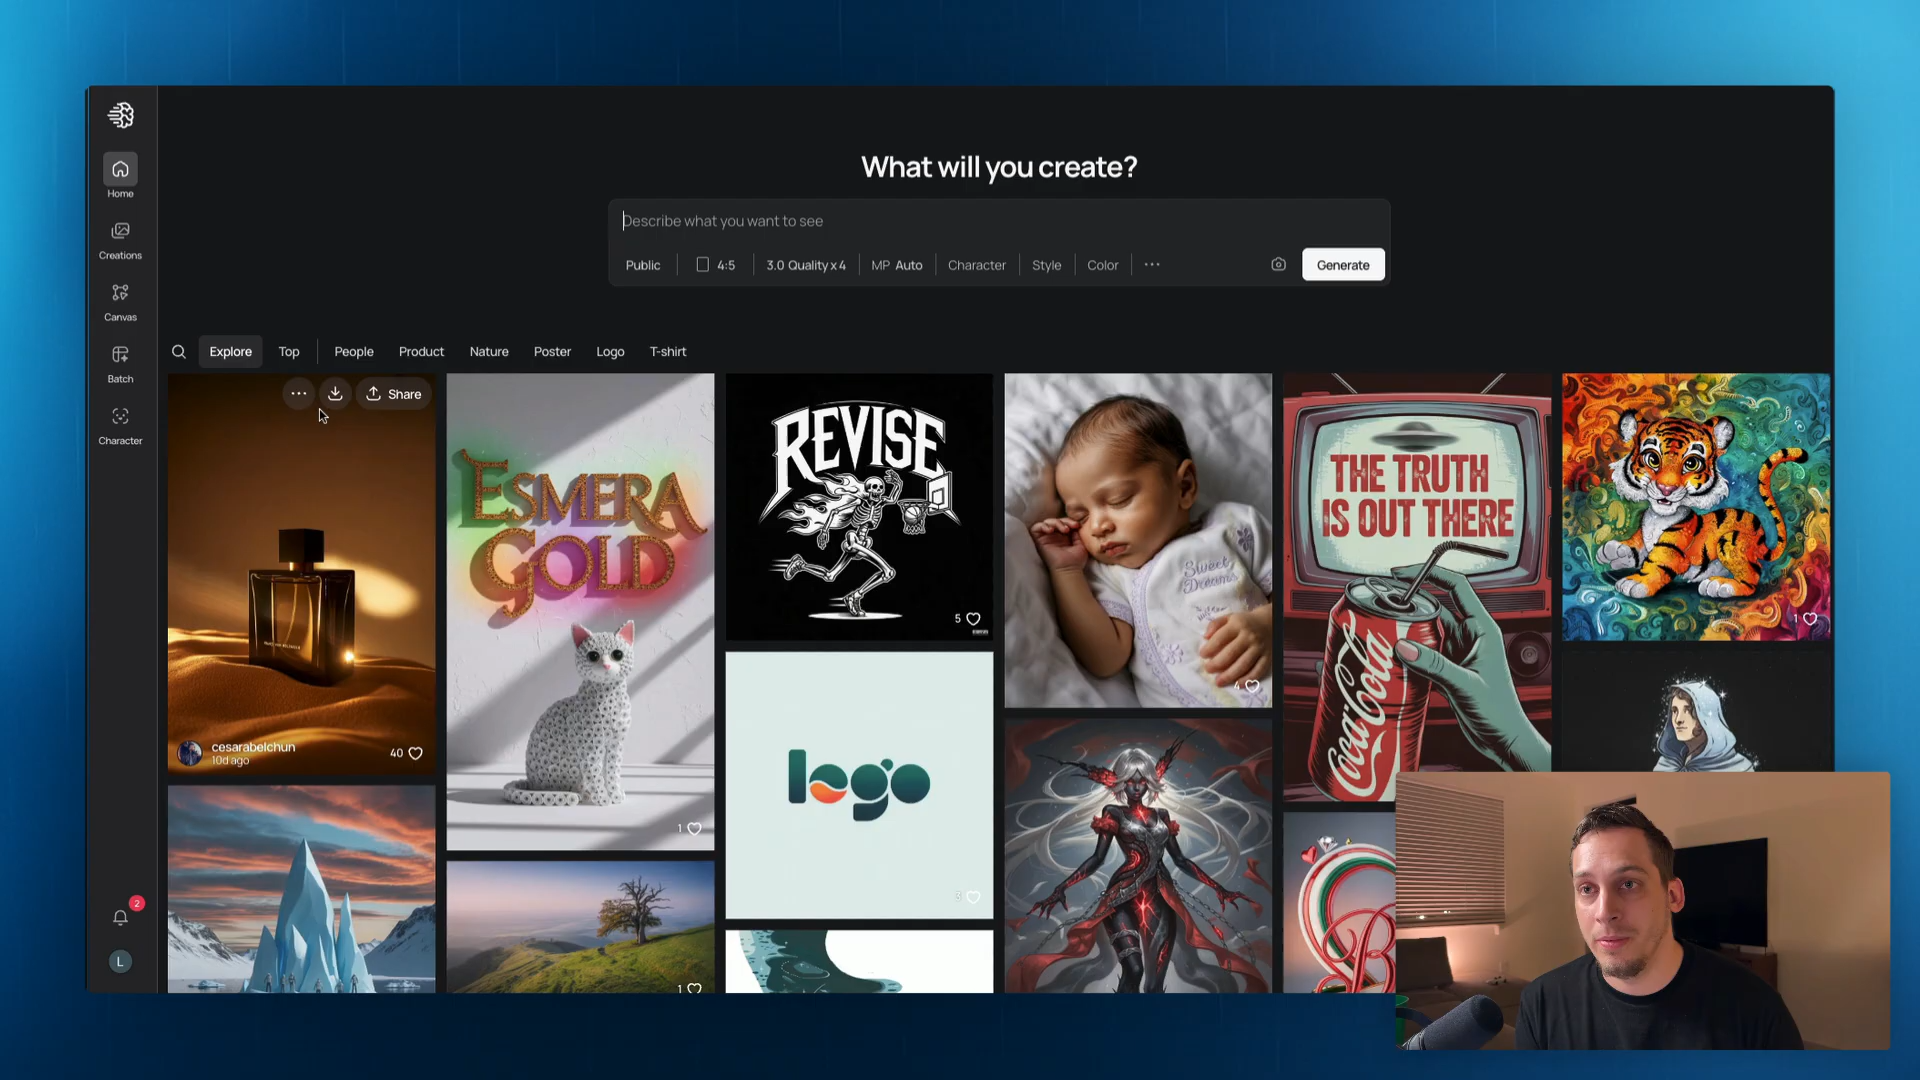 What will you create?
Describe what you want to see
Public
4:5
3.0 Quality x 4
MP Auto
Character
Style
Color
Generate
Home
Creations
Canvas
Batch
Character
2
L
Explore
Top
People
Product
Nature
Poster
Logo
T-shirt
Share
cesarabelchun
10d ago
40
ESMERA
GOLD
1
1
REVISE
5
logo
3
Sweet
Dreams
4
THE TRUTH
IS OUT THERE
Coca-Cola
1